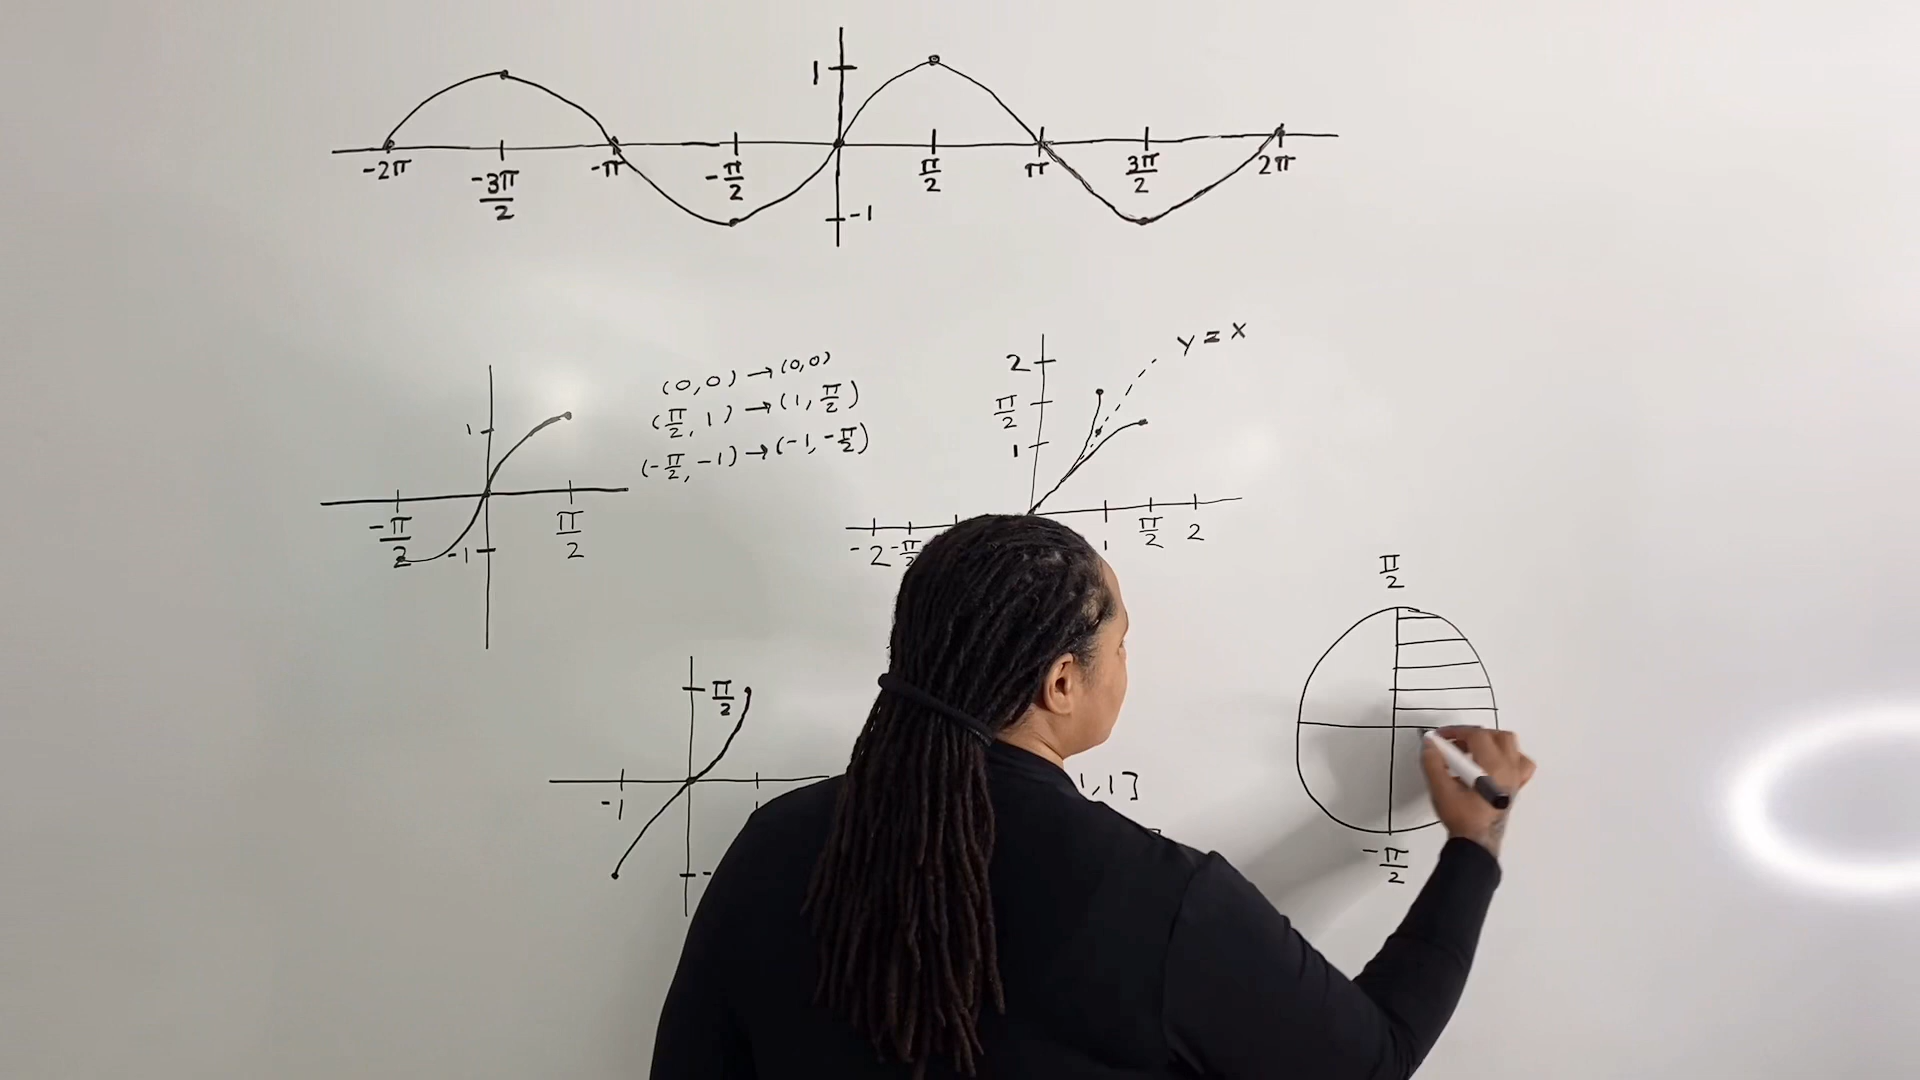 1
-2π -3π/2 -π -π/2 π/2 π 3π/2 2π
-1
y = x
2
π/2
1
(0,0) → (0,0)
(π/2, 1) → (1, π/2)
(-π/2, -1) → (-1, -π/2)
1
-π/2 π/2
-1
-2 -π/2 1 π/2 2
π/2
π/2
-1
1,1]
-π/2